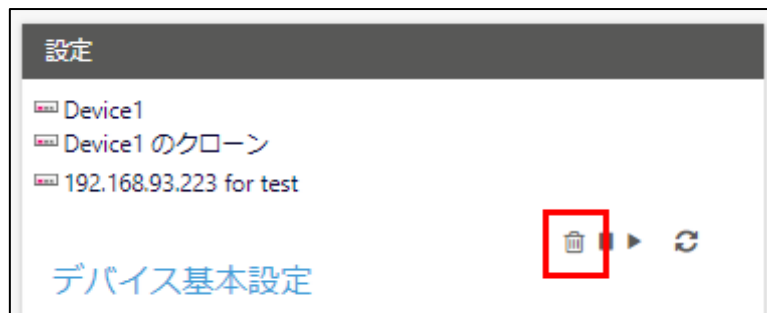 設定
Device1
Device1 のクローン
192.168.93.223 for test
デバイス基本設定